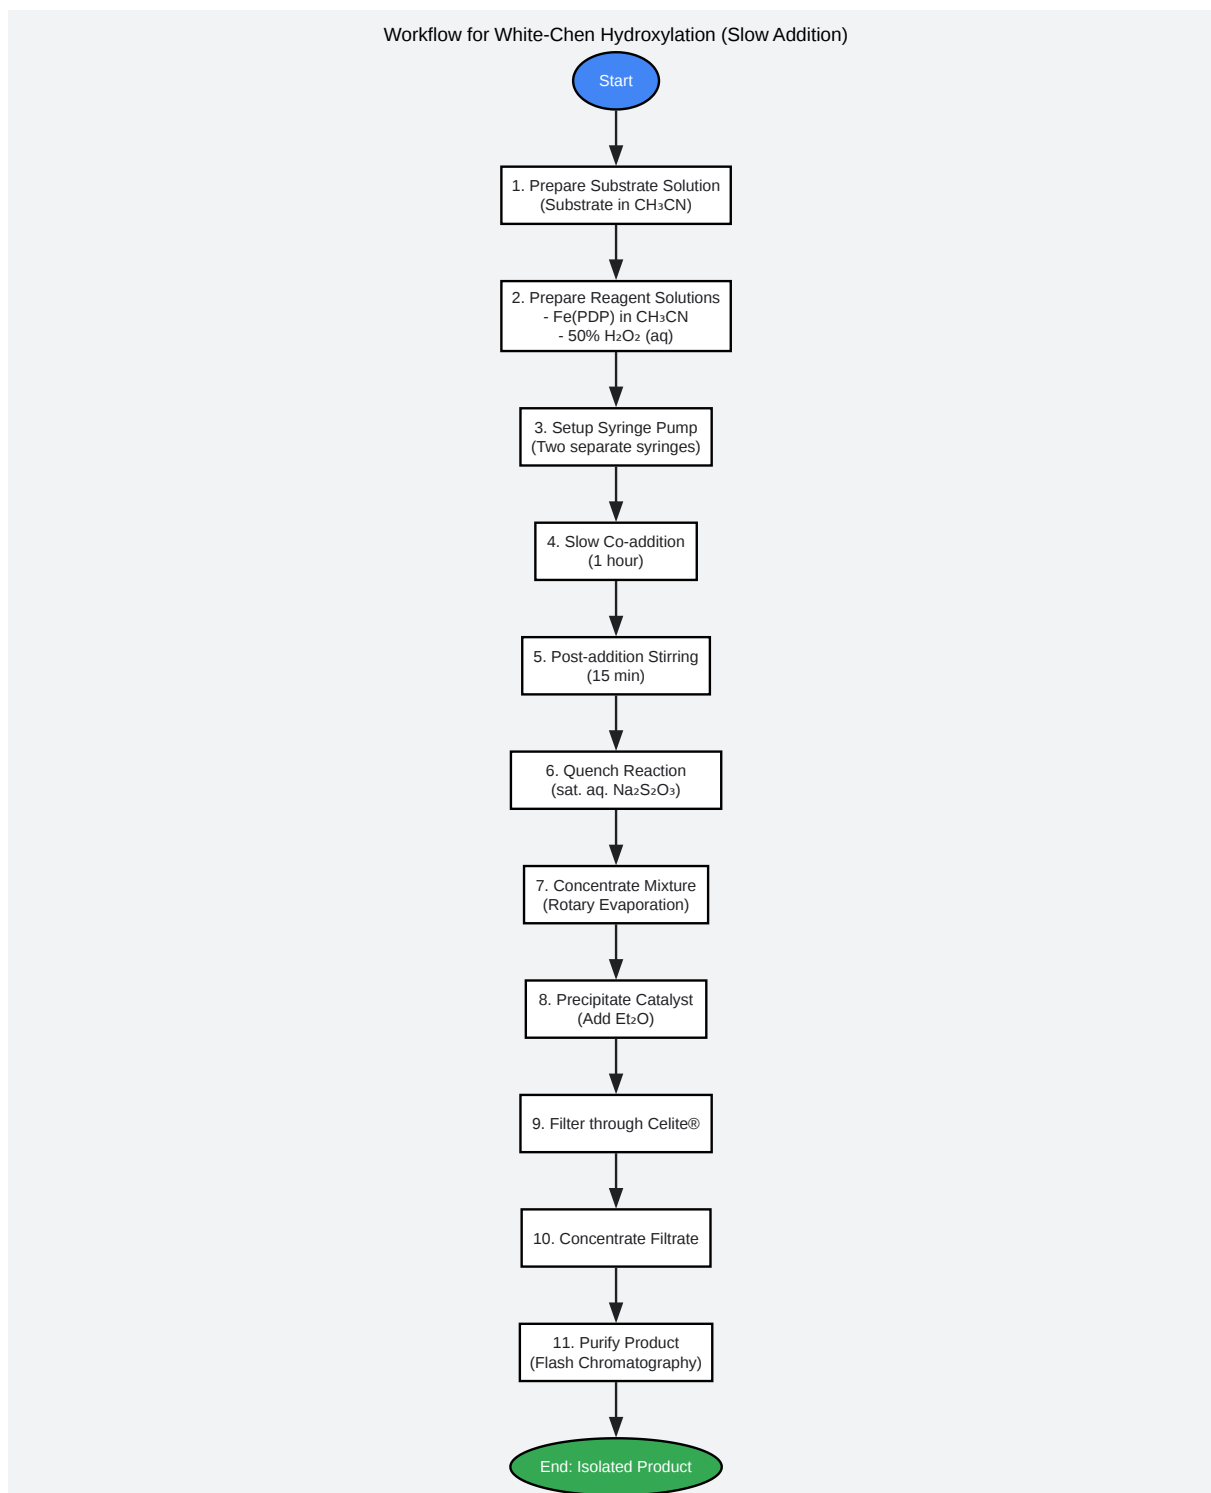 Workflow for White-Chen Hydroxylation (Slow Addition)
Start
1. Prepare Substrate Solution
(Substrate in CH₃CN)
2. Prepare Reagent Solutions
- Fe(PDP) in CH₃CN
- 50% H₂O₂ (aq)
3. Setup Syringe Pump
(Two separate syringes)
4. Slow Co-addition
(1 hour)
5. Post-addition Stirring
(15 min)
6. Quench Reaction
(sat. aq. Na₂S₂O₃)
7. Concentrate Mixture
(Rotary Evaporation)
8. Precipitate Catalyst
(Add Et₂O)
9. Filter through Celite®
10. Concentrate Filtrate
11. Purify Product
(Flash Chromatography)
End: Isolated Product